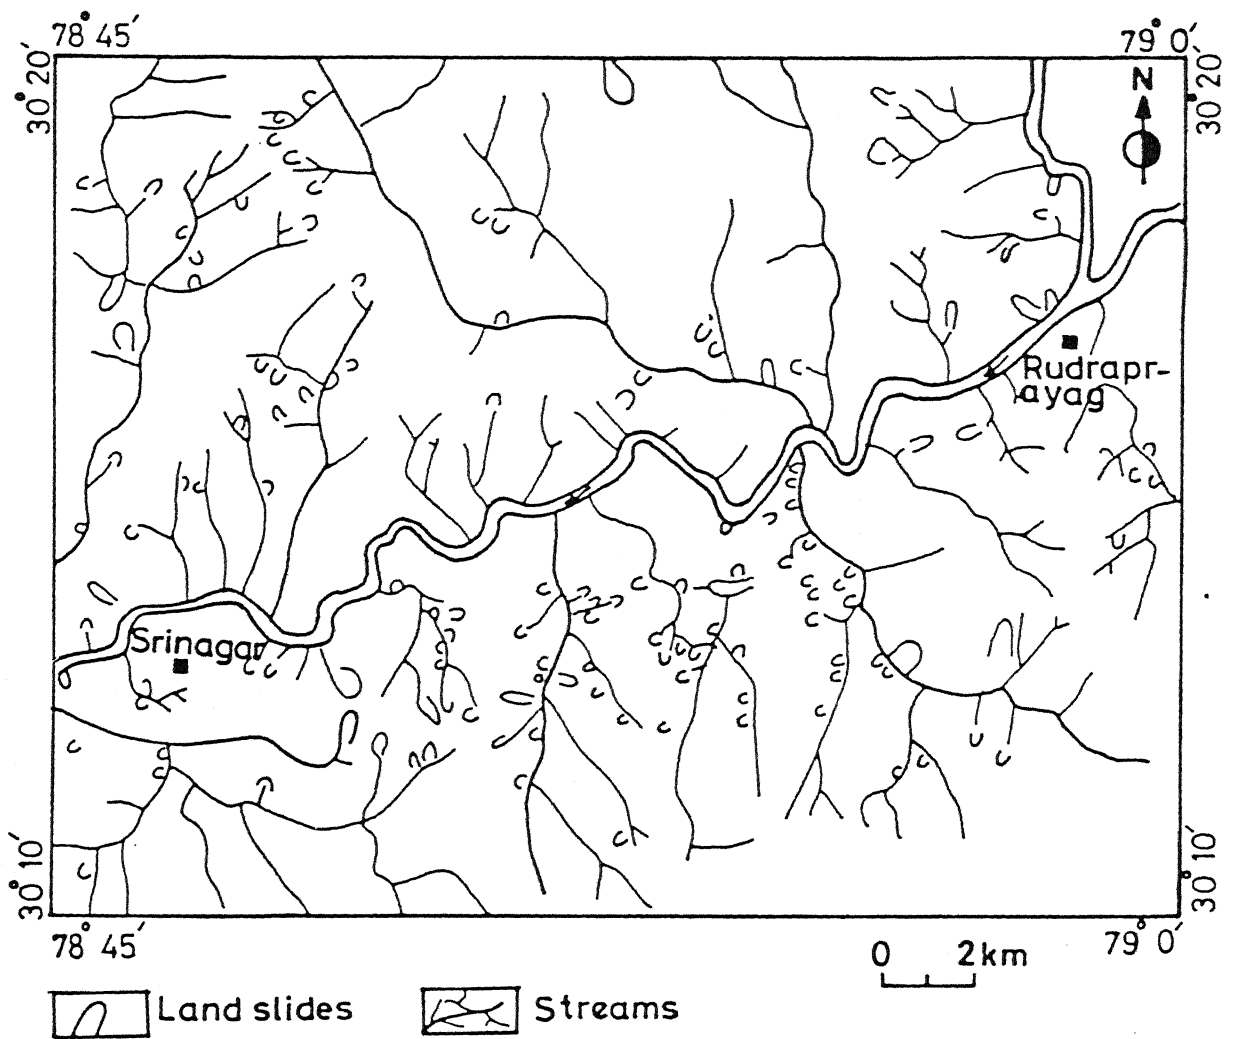 78° 45′
79° 0′
30° 20′
30° 20′
N
Rudrapr-
ayag
Srinagar
30° 10′
30° 10′
78° 45′
79° 0′
0 2km
Land slides
Streams